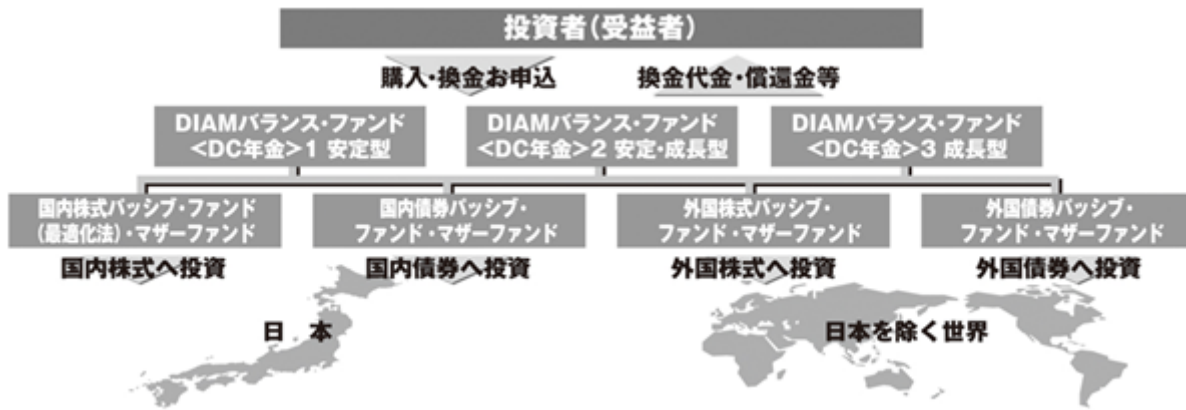 投資者(受益者)
購入・換金お申込
換金代金・償還金等
DIAMバランス・ファンド
<DC年金>1 安定型
DIAMバランス・ファンド
<DC年金>2 安定・成長型
DIAMバランス・ファンド
<DC年金>3 成長型
国内株式パッシブ・ファンド
(最適化法)・マザーファンド
国内債券パッシブ・
ファンド・マザーファンド
外国株式パッシブ・
ファンド・マザーファンド
外国債券パッシブ・
ファンド・マザーファンド
国内株式へ投資
国内債券へ投資
外国株式へ投資
外国債券へ投資
日 本
日本を除く世界